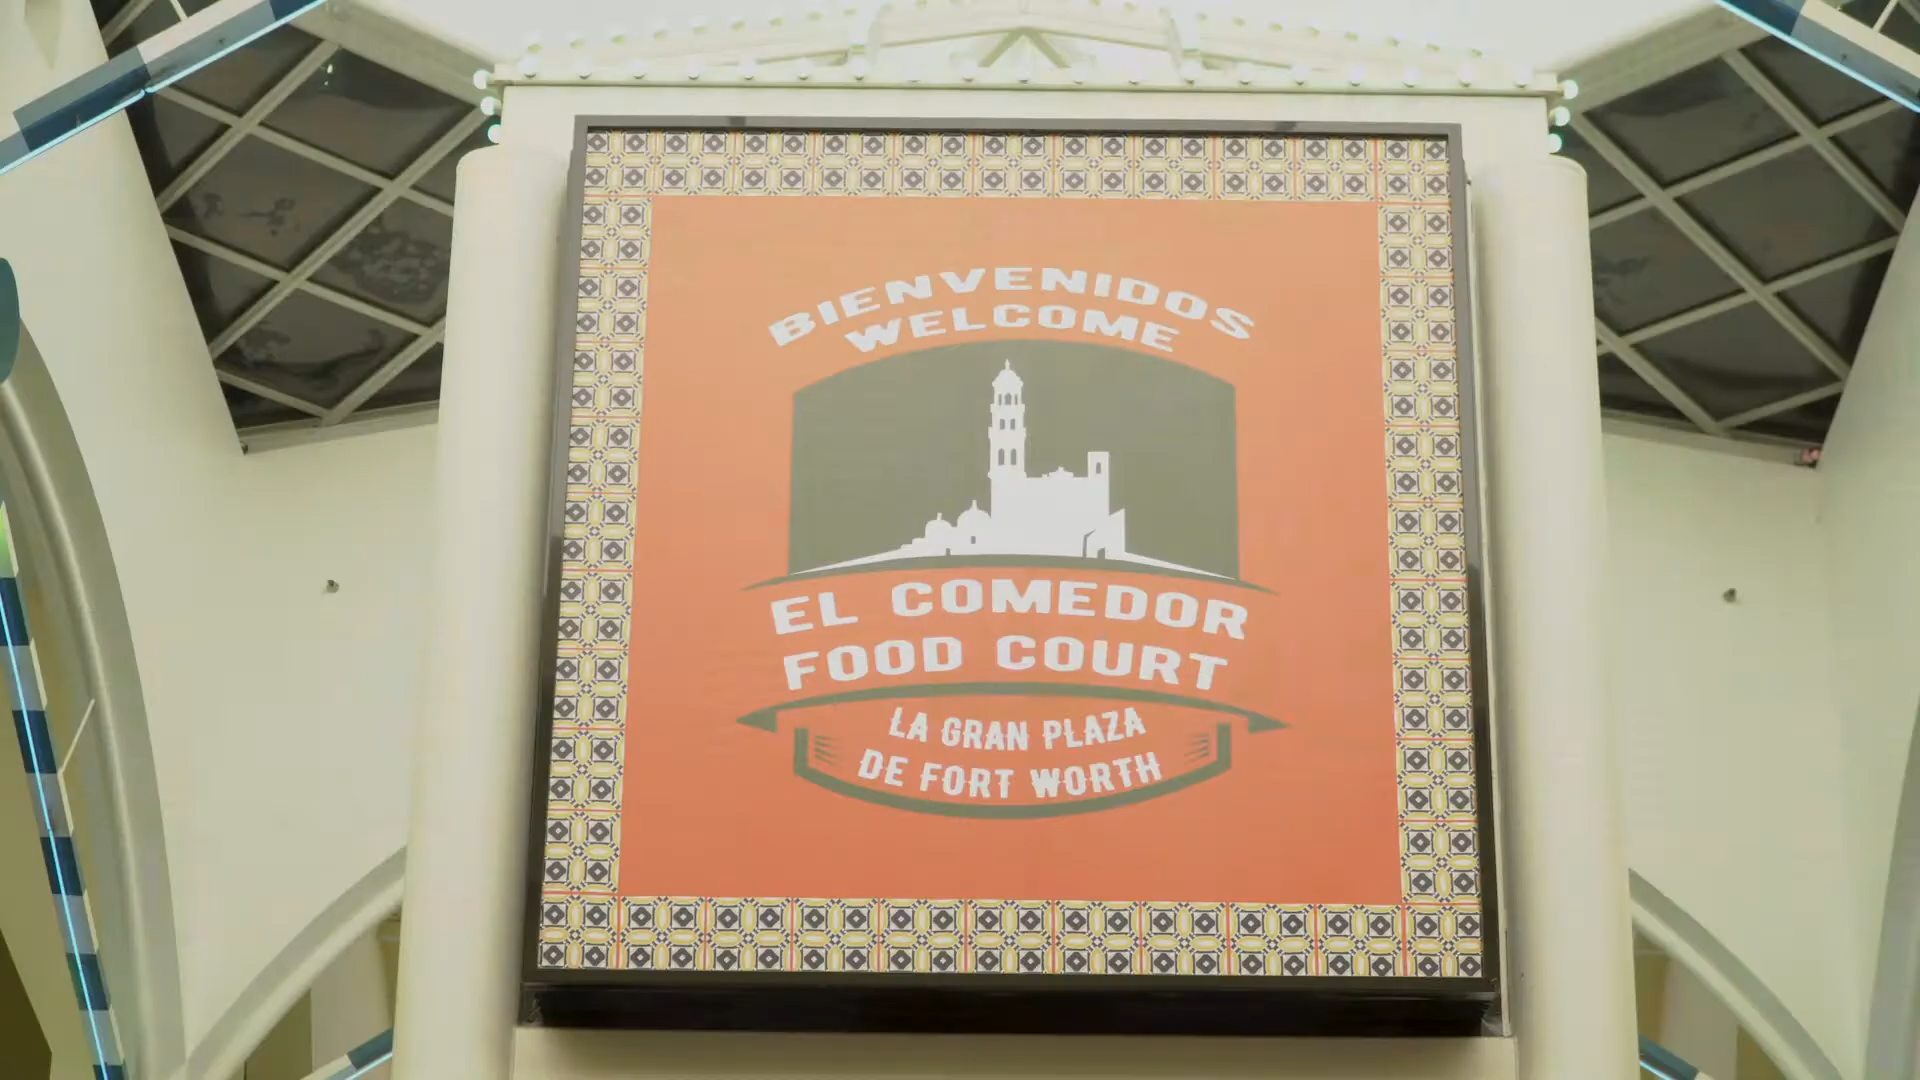 BIENVENIDOS
WELCOME
EL COMEDOR
FOOD COURT
LA GRAN PLAZA
DE FORT WORTH